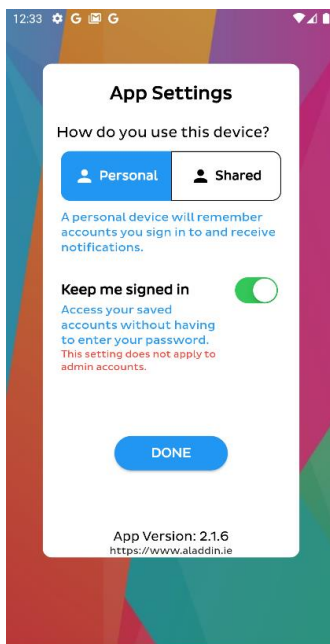 12:33 G G
App Settings
How do you use this device?
Personal Shared
A personal device will remember
accounts you sign in to and receive
notifications.
Keep me signed in
Access your saved
accounts without having
to enter your password.
This setting does not apply to
admin accounts.
DONE
App Version: 2.1.6
https://www.aladdin.ie